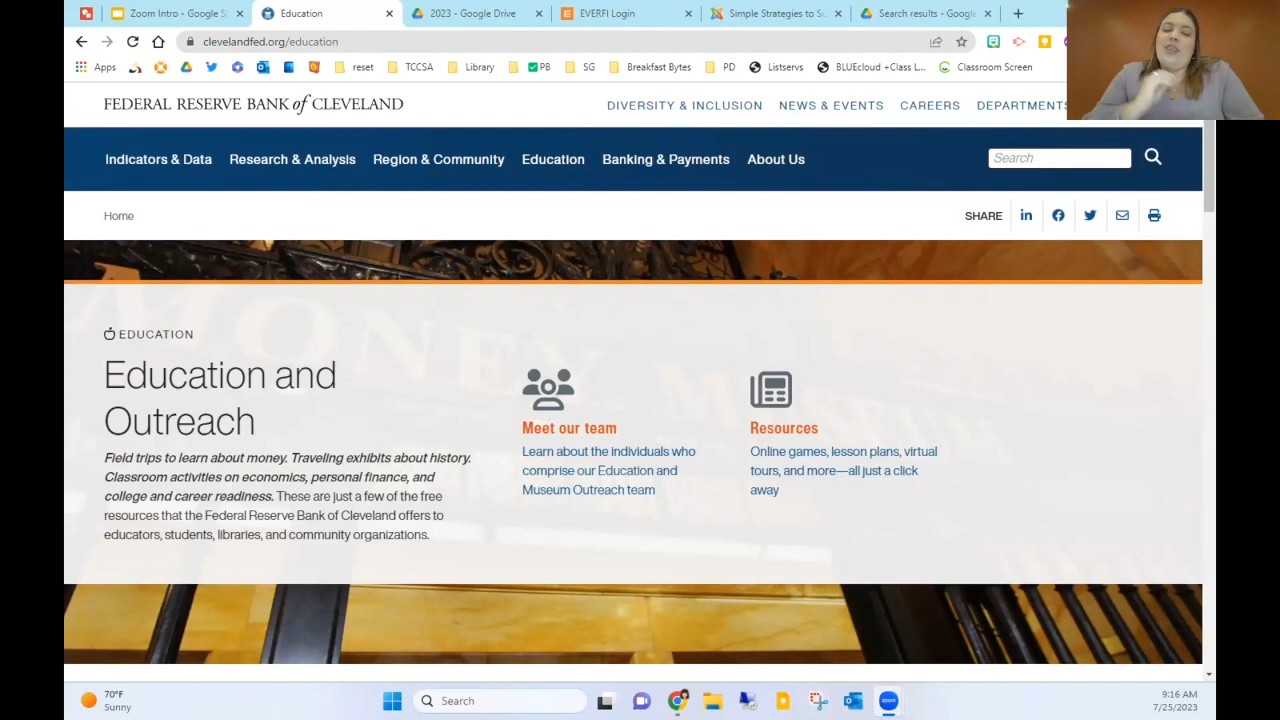 Zoom Intro - Google Sl
Education
2023 - Google Drive
EVERFI Login
Simple Strategies to Su
Search results - Google
clevelandfed.org/education
Apps
reset
TCCSA
Library
PB
SG
Breakfast Bytes
PD
Listservs
BLUEcloud +Class L...
Classroom Screen
FEDERAL RESERVE BANK of CLEVELAND
DIVERSITY & INCLUSION NEWS & EVENTS CAREERS DEPARTMENTS
Indicators & Data Research & Analysis Region & Community Education Banking & Payments About Us
Search
Home
SHARE
MONEY M
EDUCATION
Education and
Outreach
Field trips to learn about money. Traveling exhibits about history.
Classroom activities on economics, personal finance, and
college and career readiness. These are just a few of the free
resources that the Federal Reserve Bank of Cleveland offers to
educators, students, libraries, and community organizations.
Meet our team
Learn about the individuals who
comprise our Education and
Museum Outreach team
Resources
Online games, lesson plans, virtual
tours, and more—all just a click
away
70°F
Sunny
Search
zoom
9:16 AM
7/25/2023